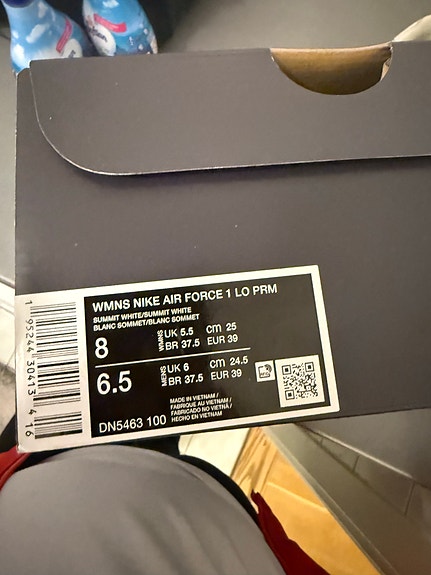 WMNS NIKE AIR FORCE 1 LO PRM
SUMMIT WHITE/SUMMIT WHITE
BLANC SOMMET/BLANC SOMMET
8 WMNS UK 5.5 cm 25
BR 37.5 EUR 39
6.5 MENS UK 6 cm 24.5
BR 37.5 EUR 39
MADE IN VIETNAM /
FABRIQUE AU VIETNAM /
FABRICADO NO VIETNÃ /
HECHO EN VIETNAM
DN5463 100
1 95244 30413 4 16